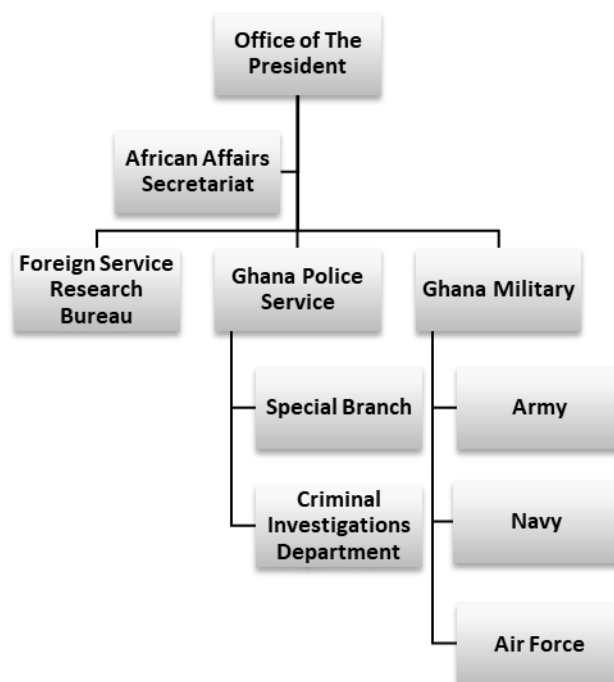 Office of The
President
African Affairs
Secretariat
Foreign Service
Research
Bureau
Ghana Police
Service
Ghana Military
Special Branch
Army
Criminal
Investigations
Department
Navy
Air Force